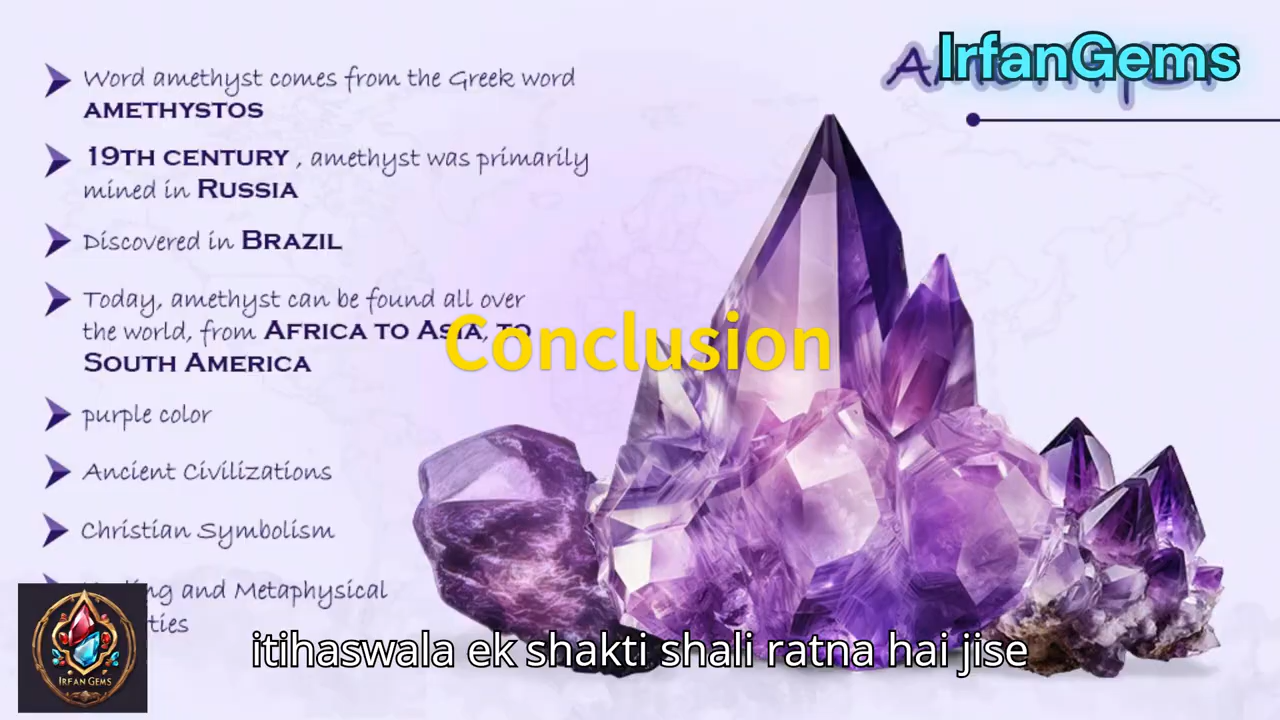 IrfanGems
Word amethyst comes from the Greek word
AMETHYSTOS
19TH CENTURY , amethyst was primarily
mined in RUSSIA
Discovered in BRAZIL
Today, amethyst can be found all over
the world, from AFRICA TO ASIA, TO
SOUTH AMERICA
Conclusion
purple color
Ancient Civilizations
Christian Symbolism
and Metaphysical
itihaswala ek shakti shali ratna hai jise
IRFAN GEMS